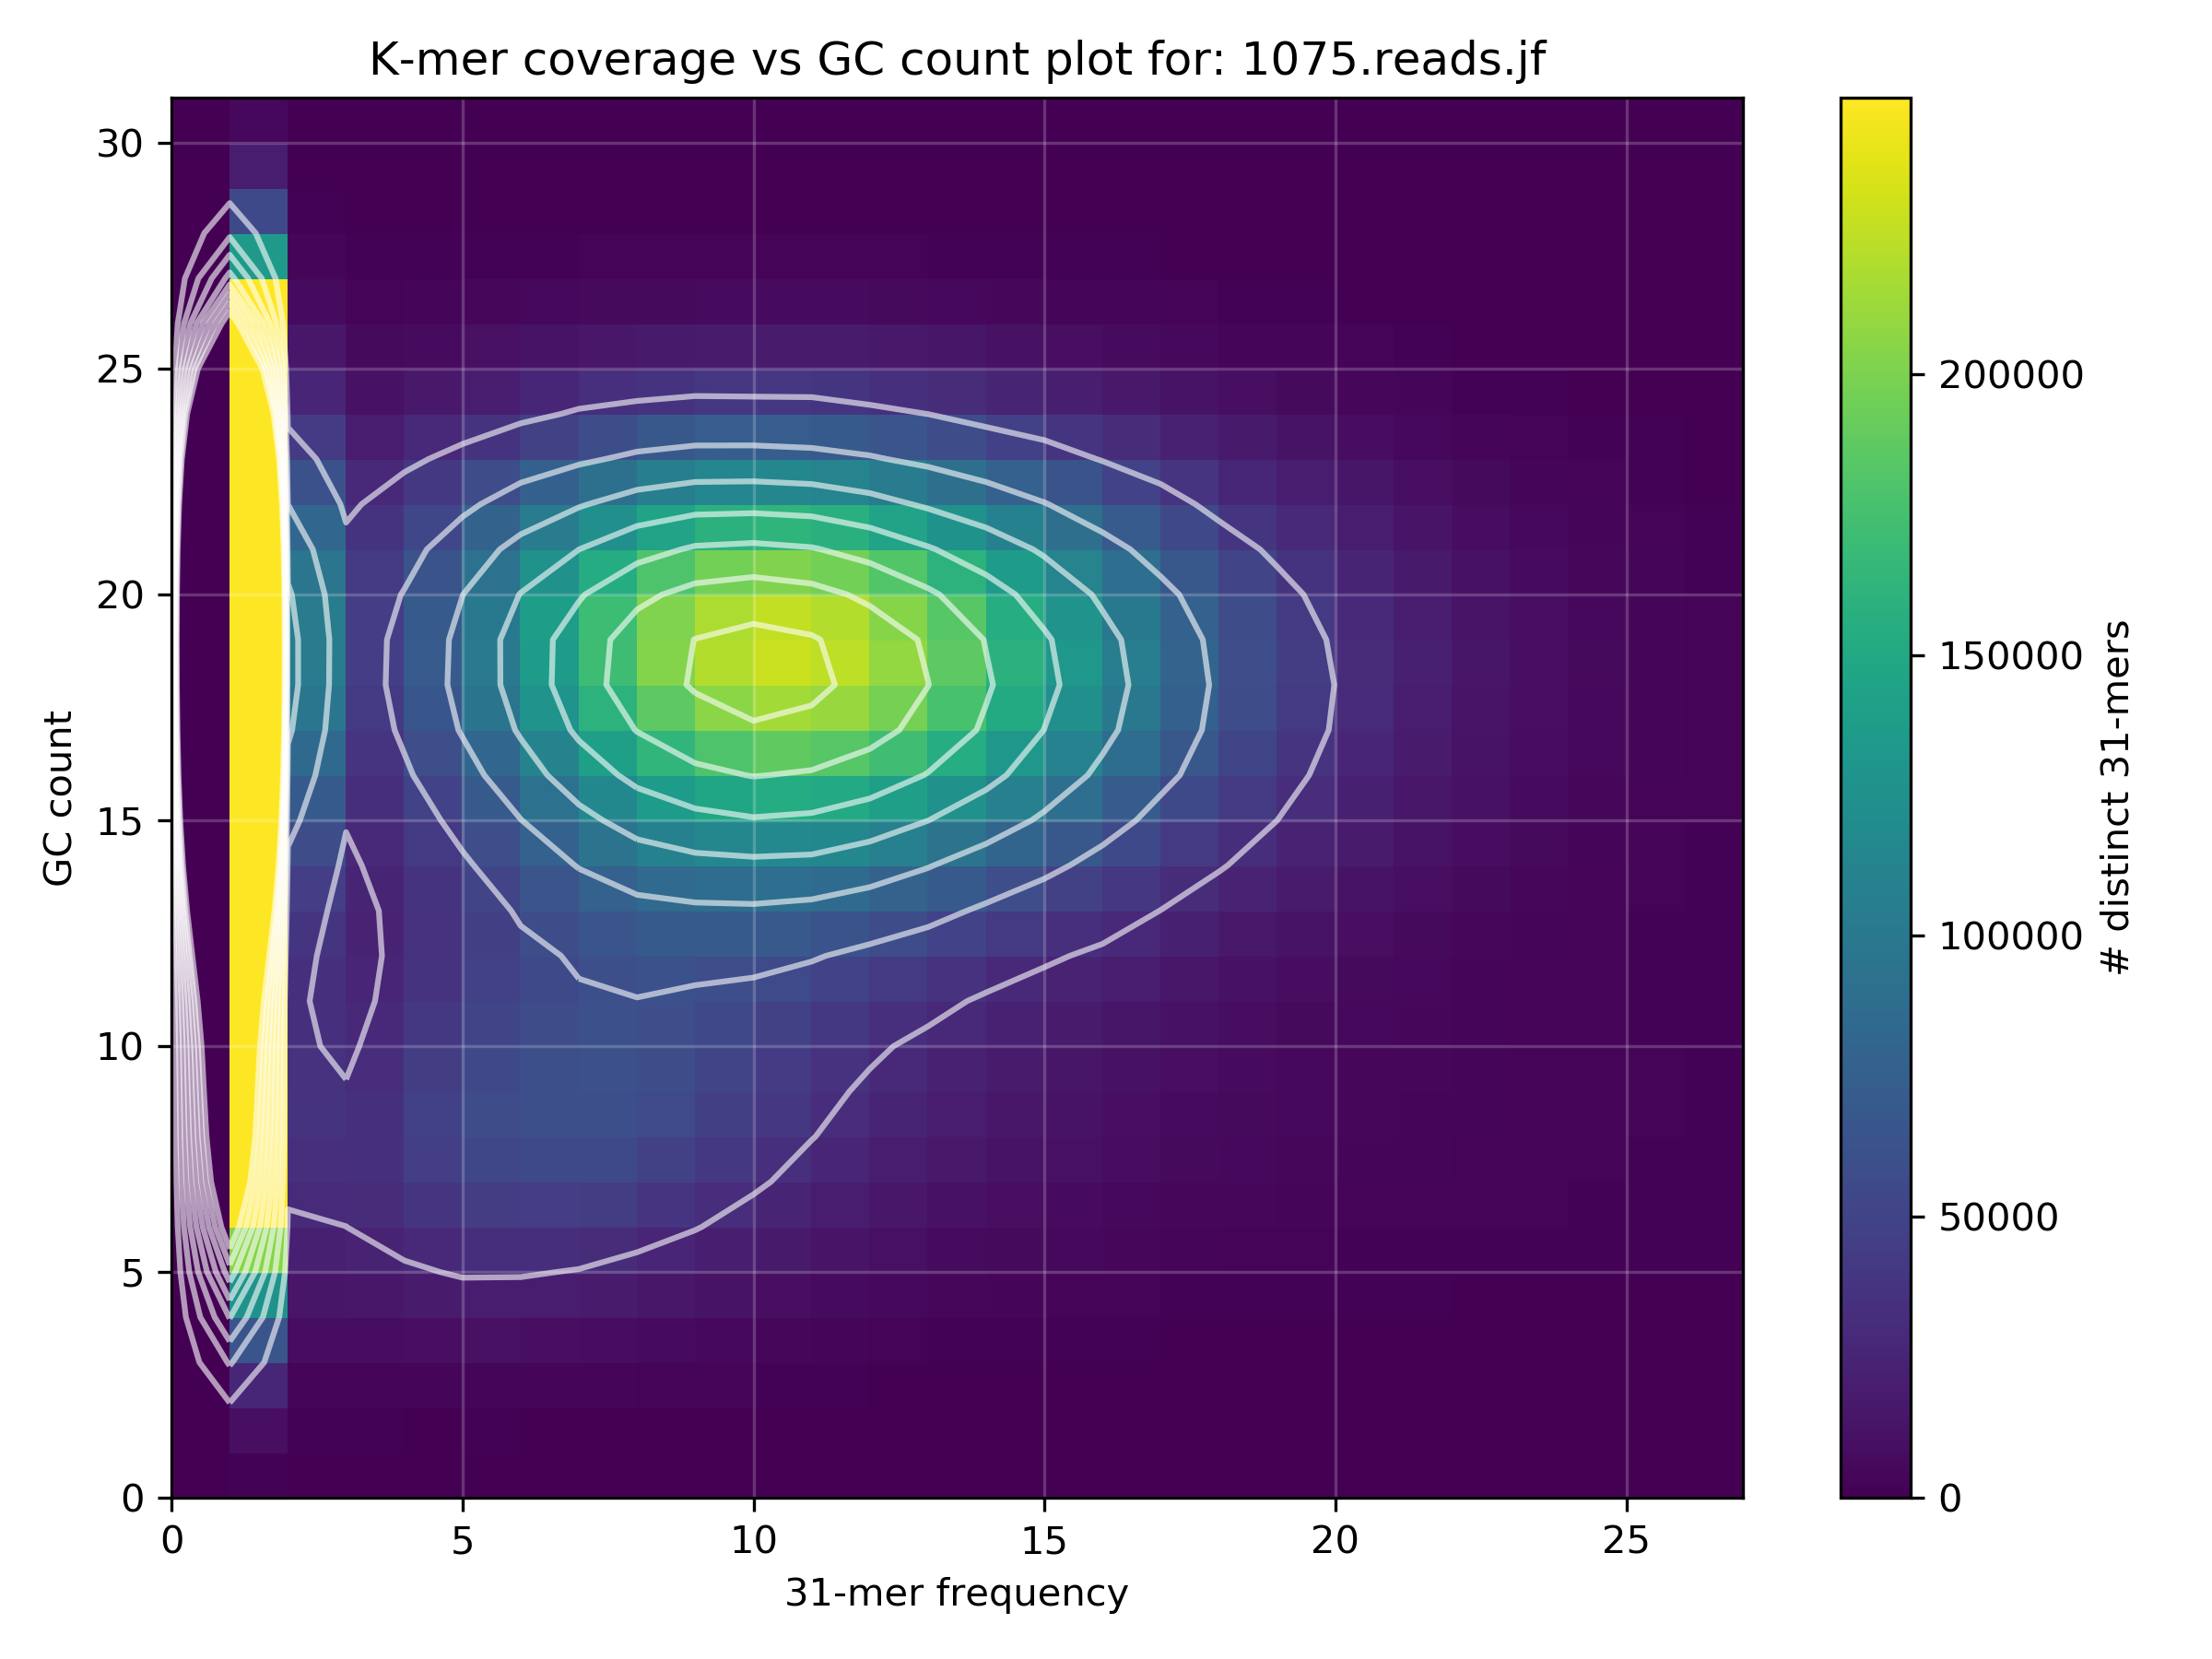 K-mer coverage vs GC count plot for: 1075.reads.jf
30
25
20
15
10
5
0
GC count
0 5 10 15 20 25
31-mer frequency
200000
150000
100000
50000
0
# distinct 31-mers